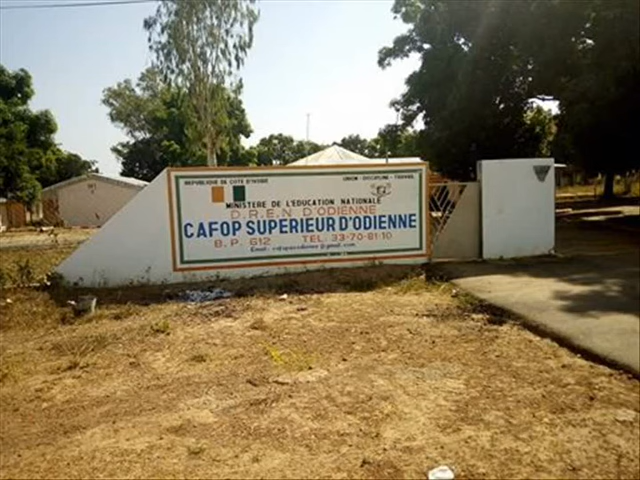 REPUBLIQUE DE COTE D'IVOIRE UNION - DISCIPLINE - TRAVAIL
MINISTERE DE L'EDUCATION NATIONALE
D.R.E.N D'ODIENNE
CAFOP SUPERIEUR D'ODIENNE
B.P. 612 TEL. 33-70-81-10
Email: